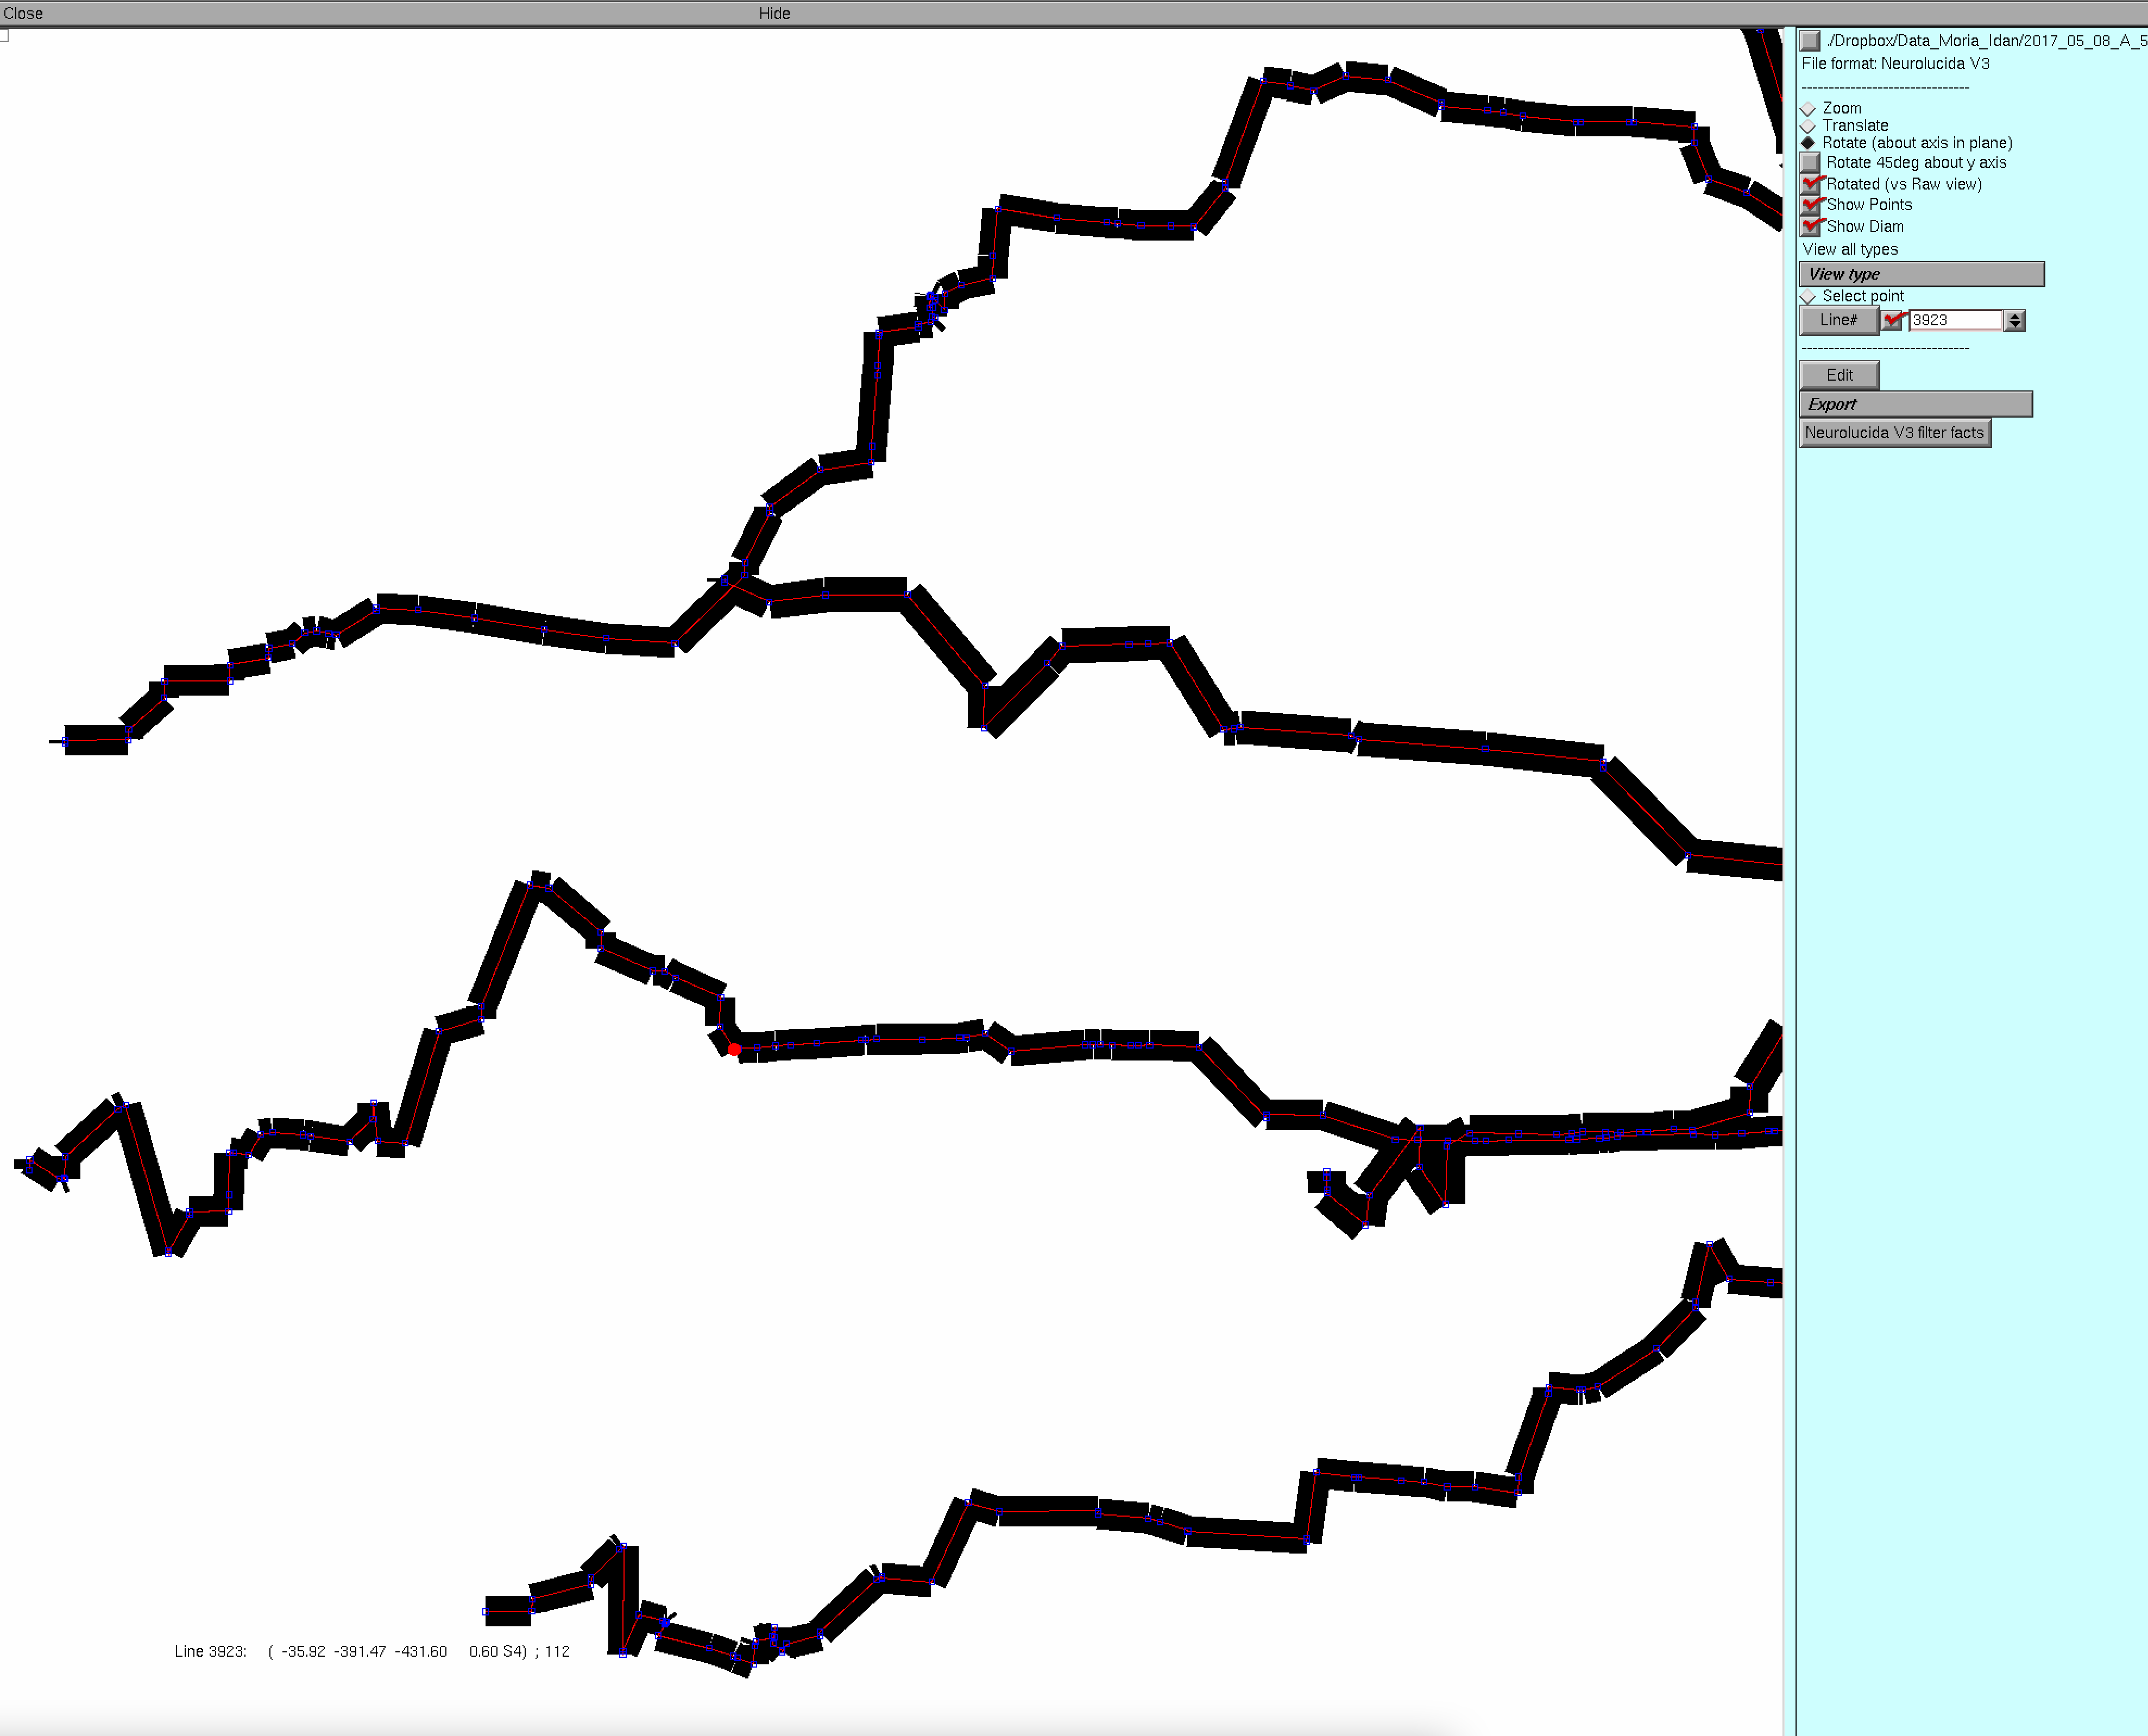 Close
Hide
./Dropbox/Data_Moria_Idan/2017_05_08_A_5
File format: Neurolucida V3
------------------------------
Zoom
Translate
Rotate (about axis in plane)
Rotate 45deg about y axis
Rotated (vs Raw view)
Show Points
Show Diam
View all types
View type
Select point
Line# 3923
------------------------------
Edit
Export
Neurolucida V3 filter facts
Line 3923: ( -35.92 -391.47 -431.60 0.60 S4) ; 112